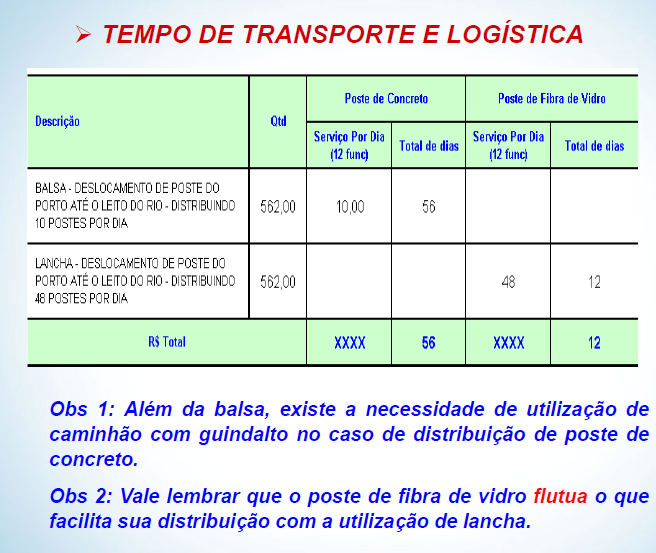 ➢ TEMPO DE TRANSPORTE E LOGÍSTICA
Descrição
Qtd
Poste de Concreto
Poste de Fibra de Vidro
Serviço Por Dia
(12 func)
Total de dias
Serviço Por Dia
(12 func)
Total de dias
BALSA - DESLOCAMENTO DE POSTE DO
PORTO ATÉ O LEITO DO RIO - DISTRIBUINDO
10 POSTES POR DIA
562,00
10,00
56
LANCHA - DESLOCAMENTO DE POSTE DO
PORTO ATÉ O LEITO DO RIO - DISTRIBUINDO
48 POSTES POR DIA
562,00
48
12
R$ Total
XXXX
56
XXXX
12
Obs 1: Além da balsa, existe a necessidade de utilização de
caminhão com guindalto no caso de distribuição de poste de
concreto.
Obs 2: Vale lembrar que o poste de fibra de vidro flutua o que
facilita sua distribuição com a utilização de lancha.